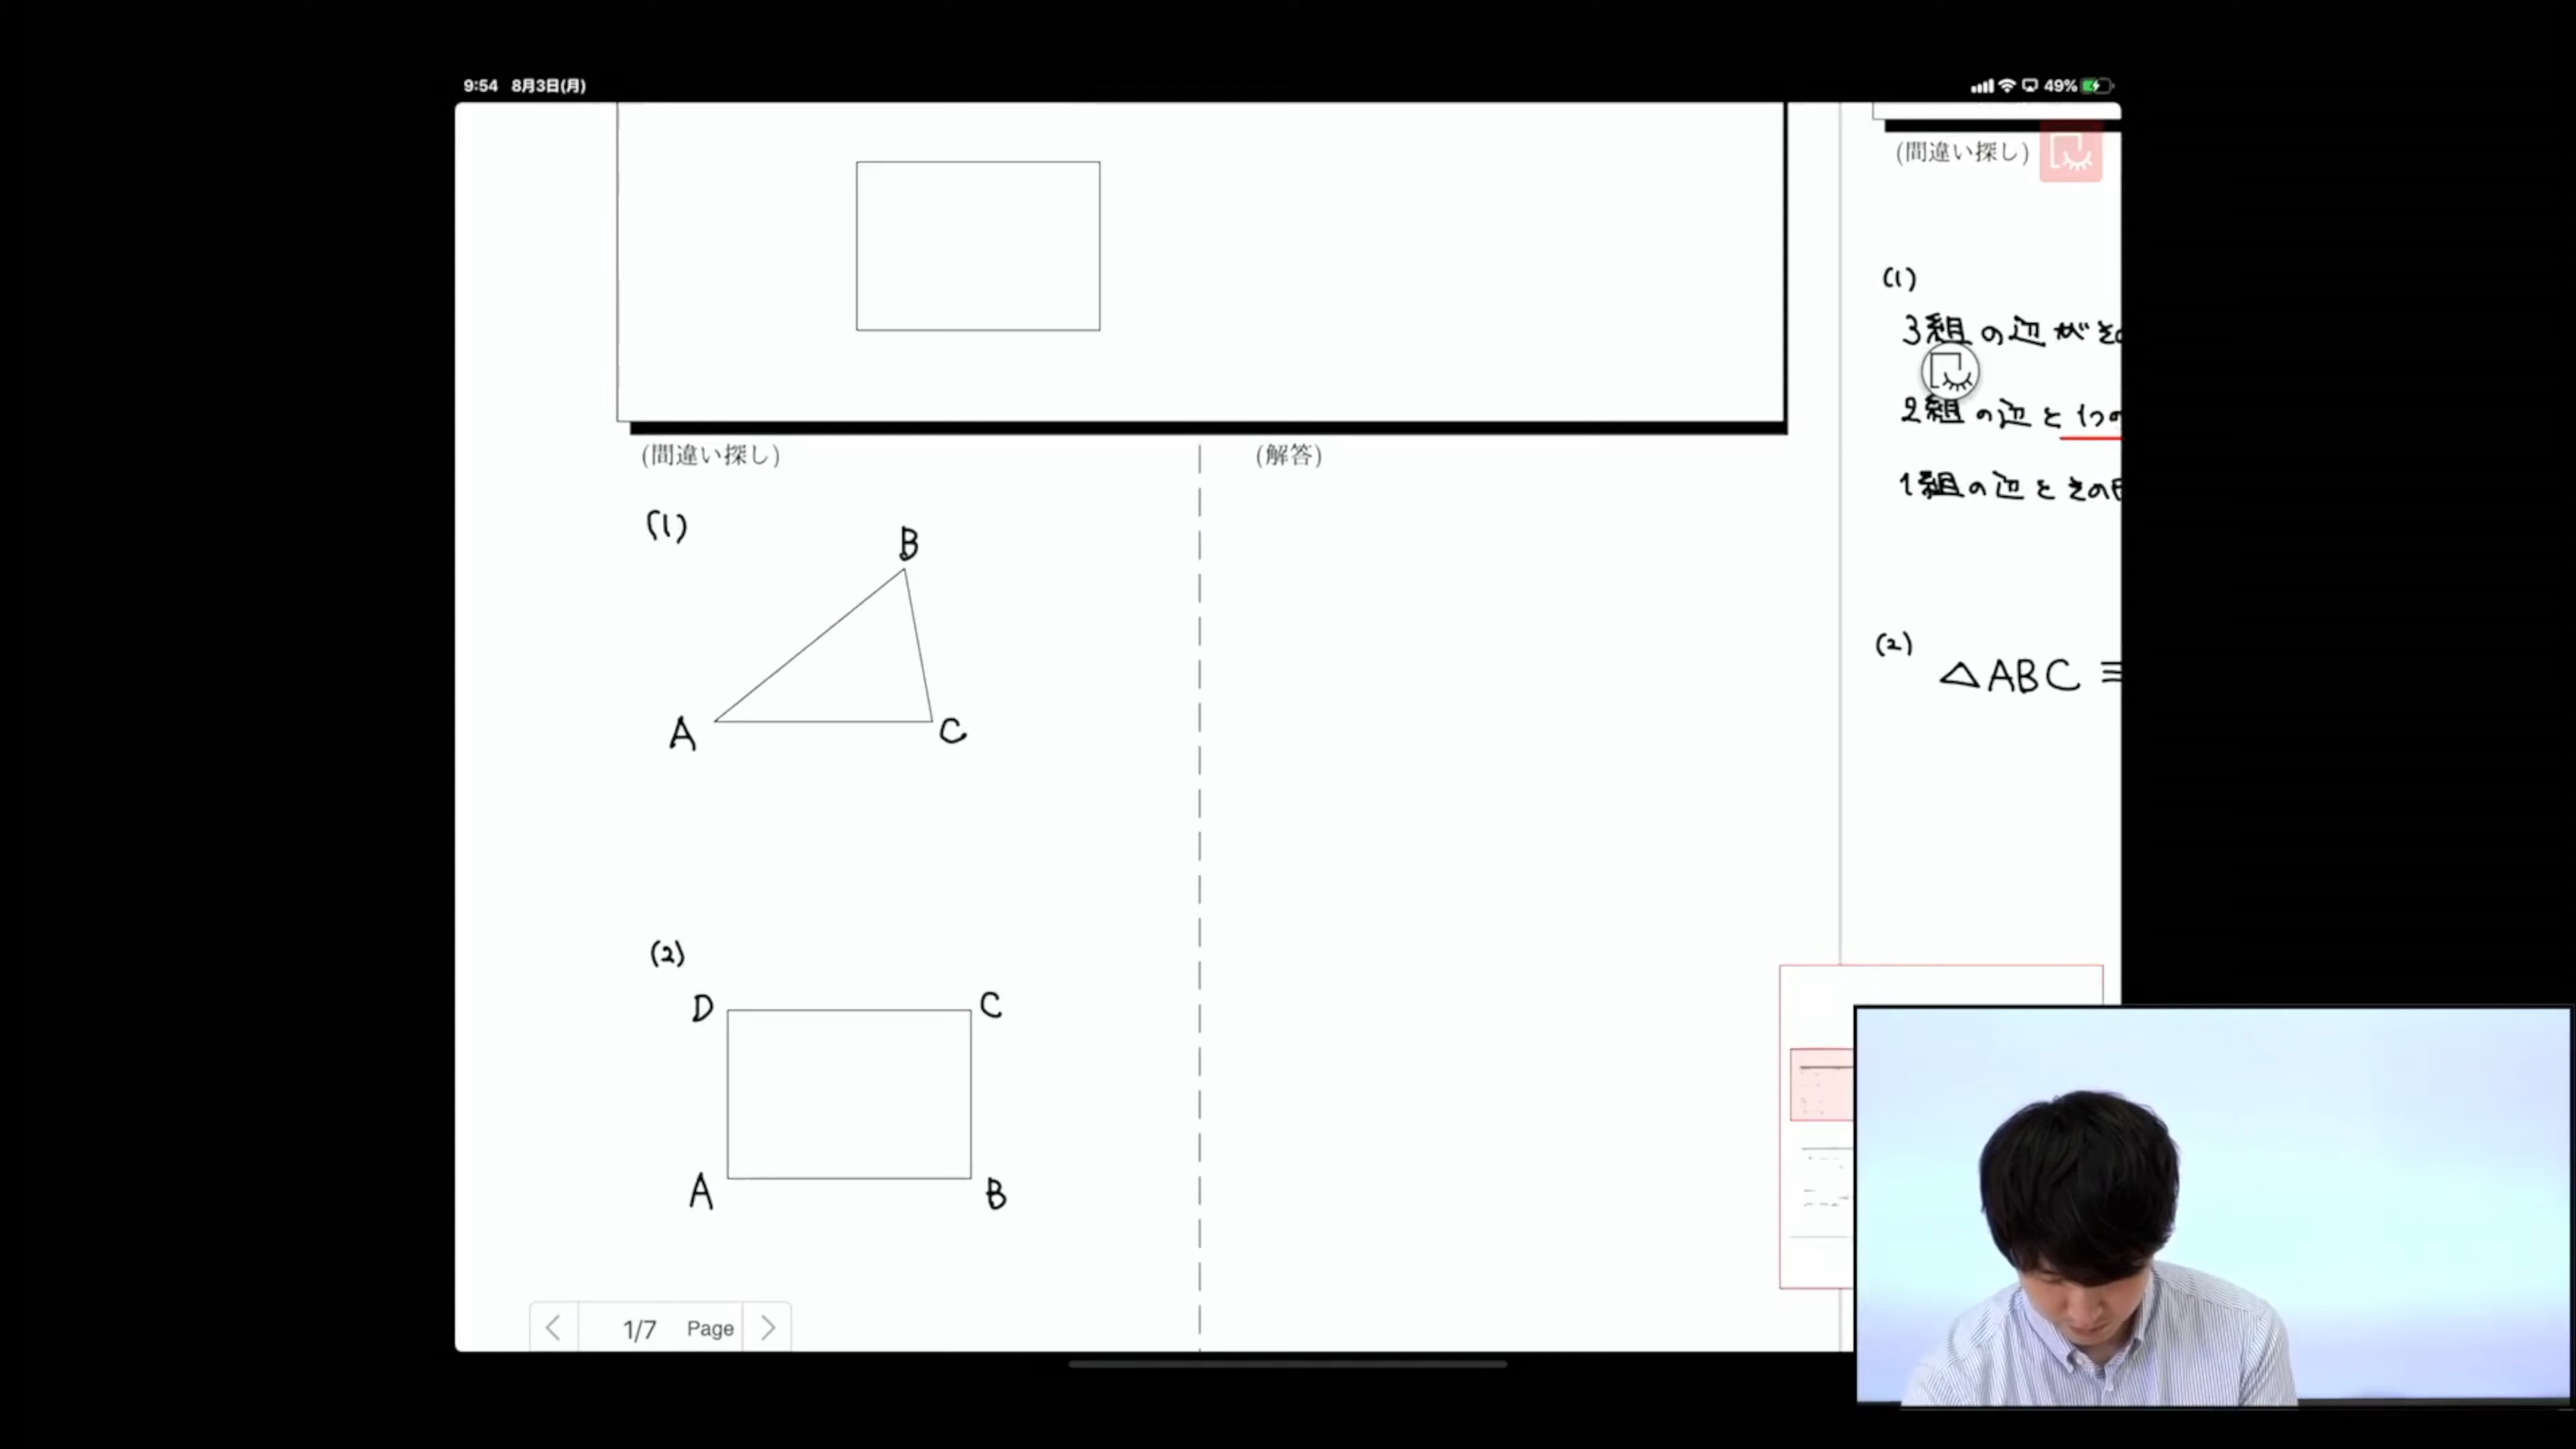 9:54 8月3日(月)
49%
(間違い探し)
(解答)
(1)
B
A
C
(2)
D
C
A
B
1/7 Page
(間違い探し)
(1)
3組の辺がそ
2組の辺と1つの
1組の辺とその
(2)
△ABC ≡